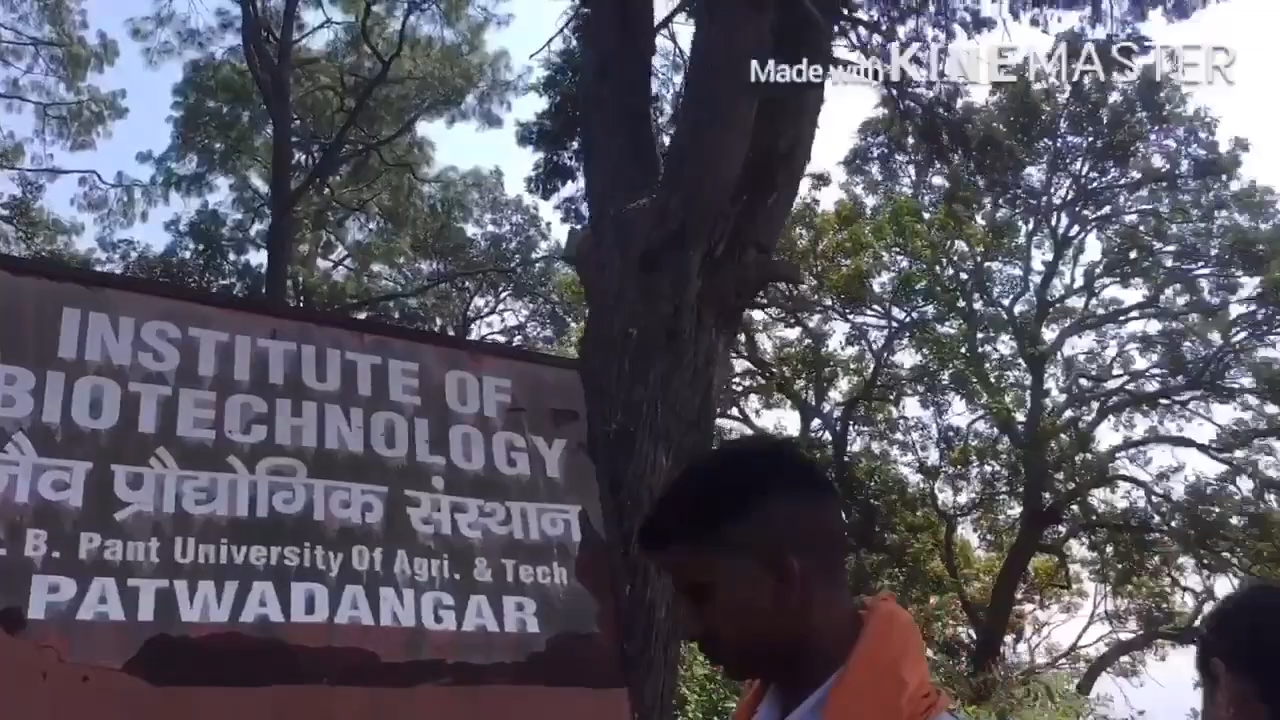 Made with KINEMASTER
INSTITUTE OF
BIOTECHNOLOGY
जैव प्रौद्योगिक संस्थान
. B. Pant University Of Agri. & Tech
PATWADANGAR